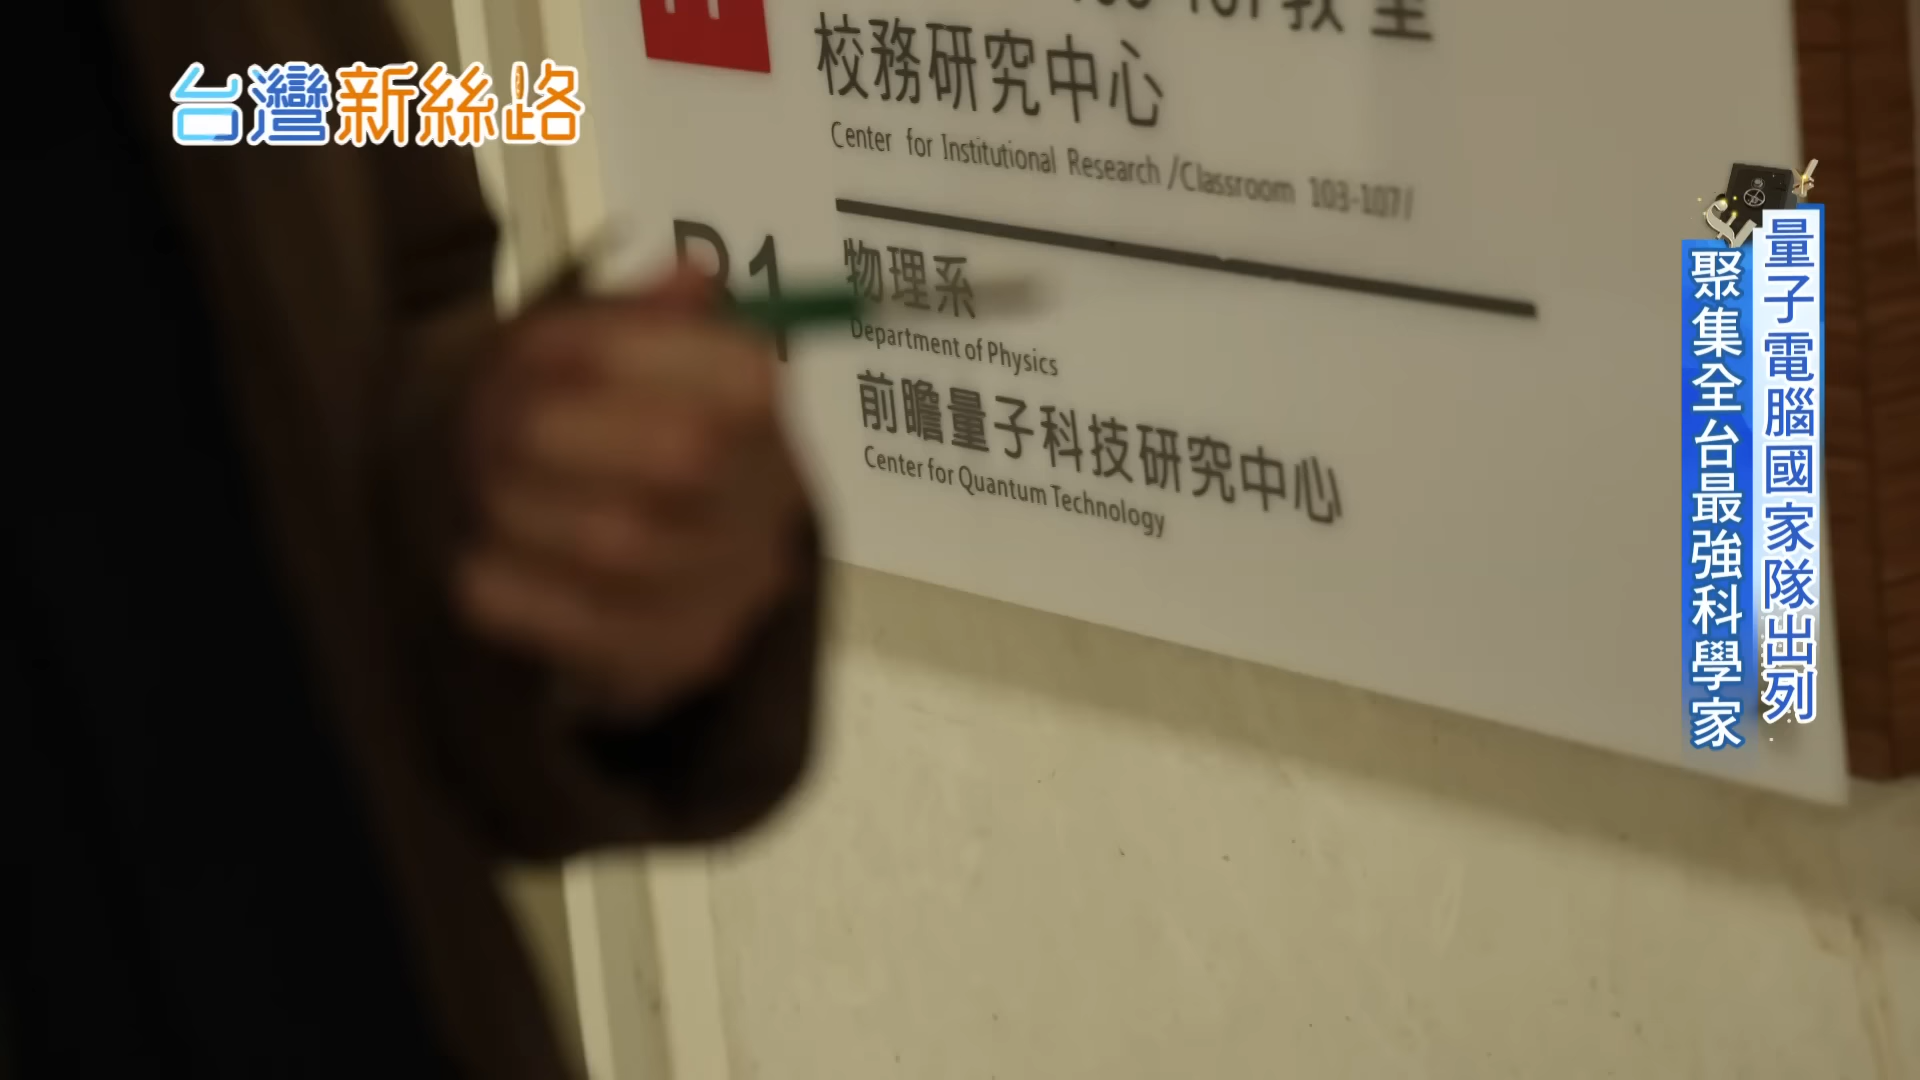 台灣新絲路
校務研究中心
Center for Institutional Research /Classroom 103-107/
B1
物理系
Department of Physics
前瞻量子科技研究中心
Center for Quantum Technology
量子電腦國家隊出列
聚集全台最強科學家